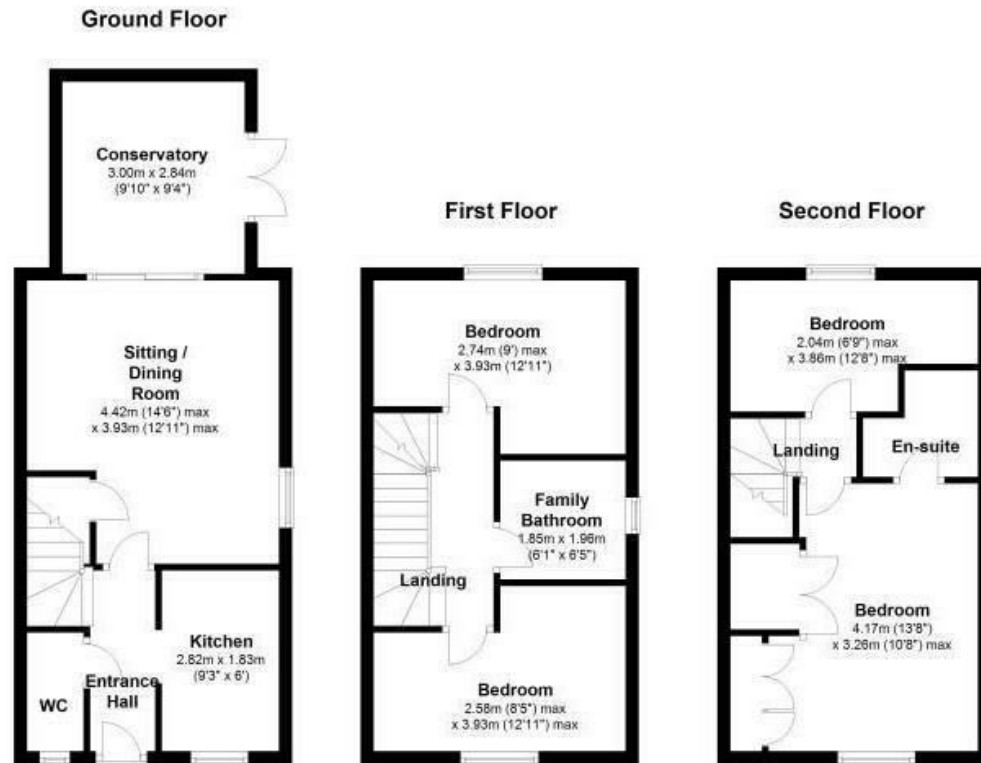 Ground Floor
Conservatory
3.00m x 2.84m
(9'10" x 9'4")
Sitting /
Dining
Room
4.42m (14'6") max
x 3.93m (12'11") max
Kitchen
2.82m x 1.83m
(9'3" x 6')
Entrance
Hall
WC
First Floor
Bedroom
2.74m (9') max
x 3.93m (12'11")
Family
Bathroom
1.85m x 1.96m
(6'1" x 6'5")
Landing
Bedroom
2.58m (8'5") max
x 3.93m (12'11") max
Second Floor
Bedroom
2.04m (6'9") max
x 3.86m (12'8") max
Landing
En-suite
Bedroom
4.17m (13'8")
x 3.26m (10'8") max